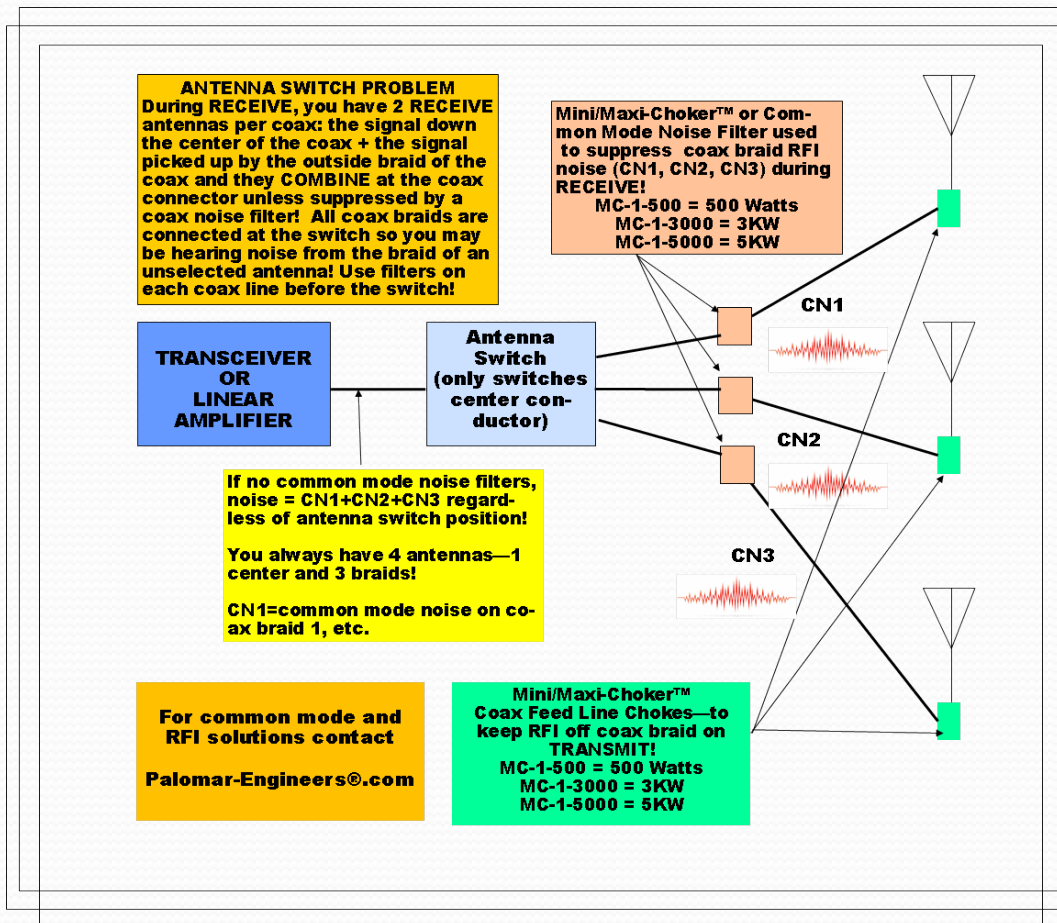 ANTENNA SWITCH PROBLEM
During RECEIVE, you have 2 RECEIVE
antennas per coax: the signal down
the center of the coax + the signal
picked up by the outside braid of the
coax and they COMBINE at the coax
connector unless suppressed by a
coax noise filter!  All coax braids are
connected at the switch so you may
be hearing noise from the braid of an
unselected antenna! Use filters on
each coax line before the switch!
Mini/Maxi-Choker™ or Com-
mon Mode Noise Filter used
to suppress  coax braid RFI
noise (CN1, CN2, CN3) during
RECEIVE!
MC-1-500 = 500 Watts
MC-1-3000 = 3KW
MC-1-5000 = 5KW
CN1
TRANSCEIVER
OR
LINEAR
AMPLIFIER
Antenna
Switch
(only switches
center con-
ductor)
CN2
If no common mode noise filters,
noise = CN1+CN2+CN3 regard-
less of antenna switch position!
You always have 4 antennas—1
center and 3 braids!
CN1=common mode noise on co-
ax braid 1, etc.
CN3
For common mode and
RFI solutions contact
Palomar-Engineers®.com
Mini/Maxi-Choker™
Coax Feed Line Chokes—to
keep RFI off coax braid on
TRANSMIT!
MC-1-500 = 500 Watts
MC-1-3000 = 3KW
MC-1-5000 = 5KW